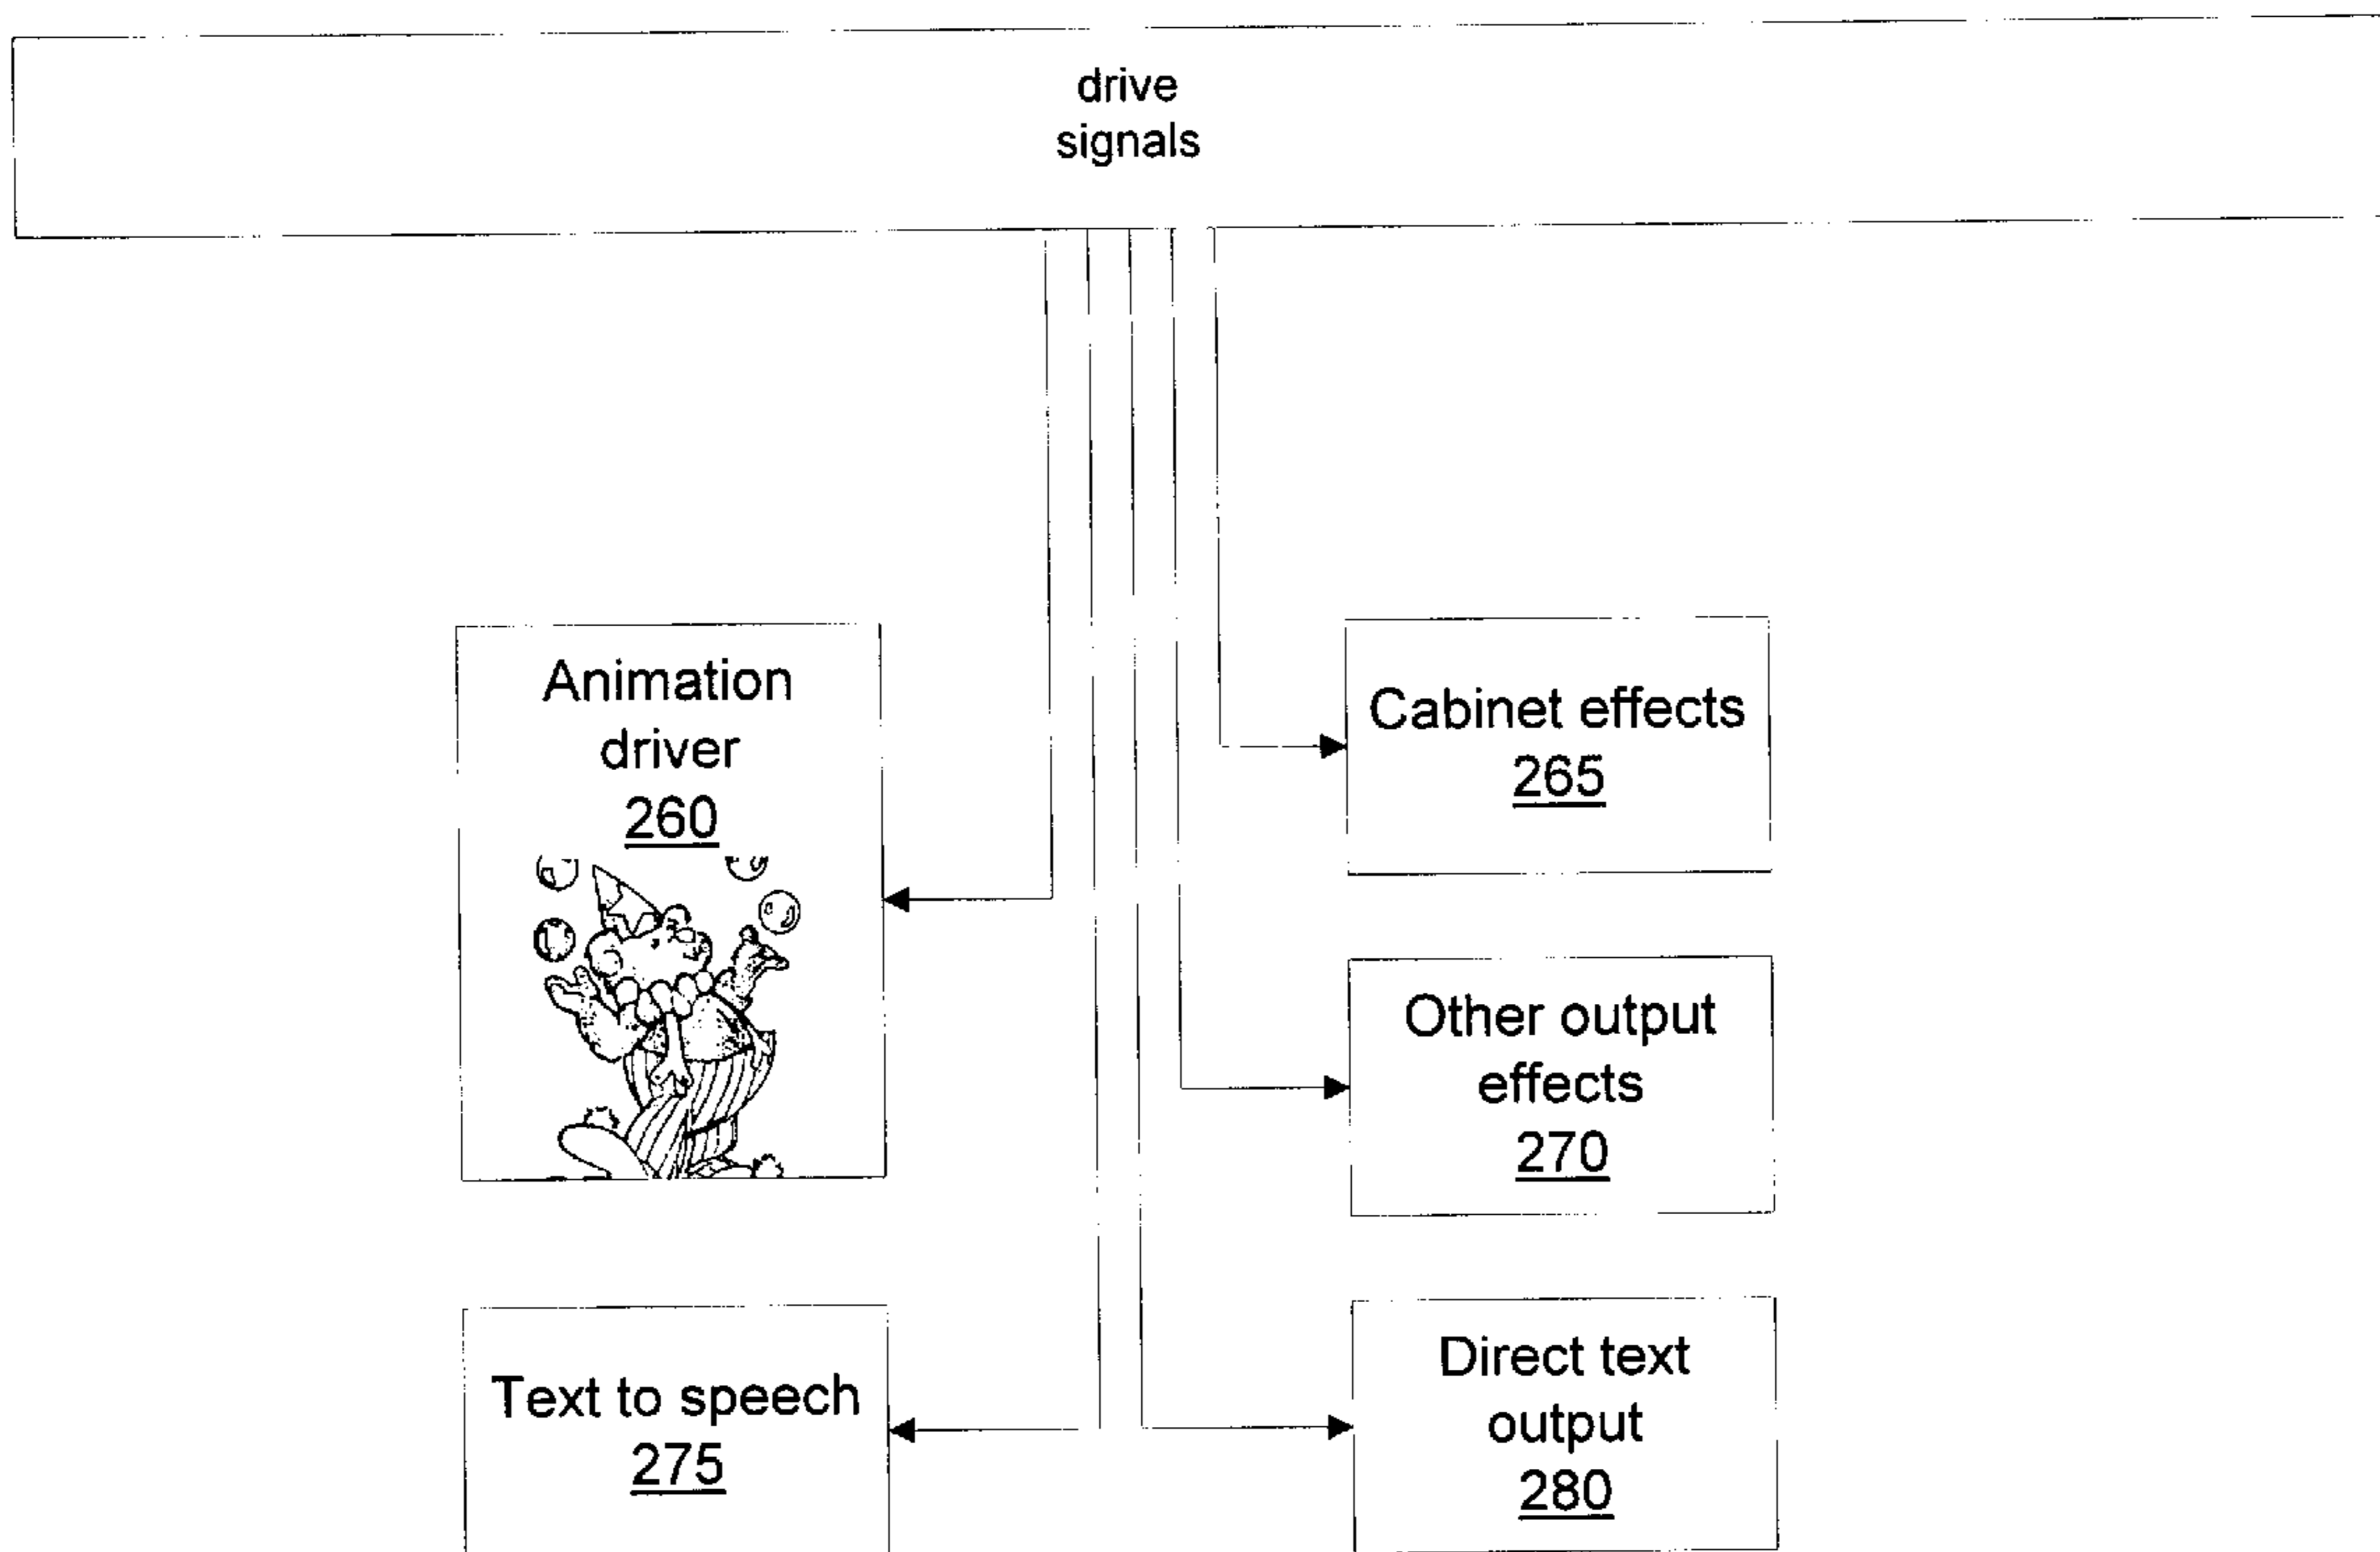 drive
signals
Animation
driver
260
Cabinet effects
265
Other output
effects
270
Text to speech
275
Direct text
output
280